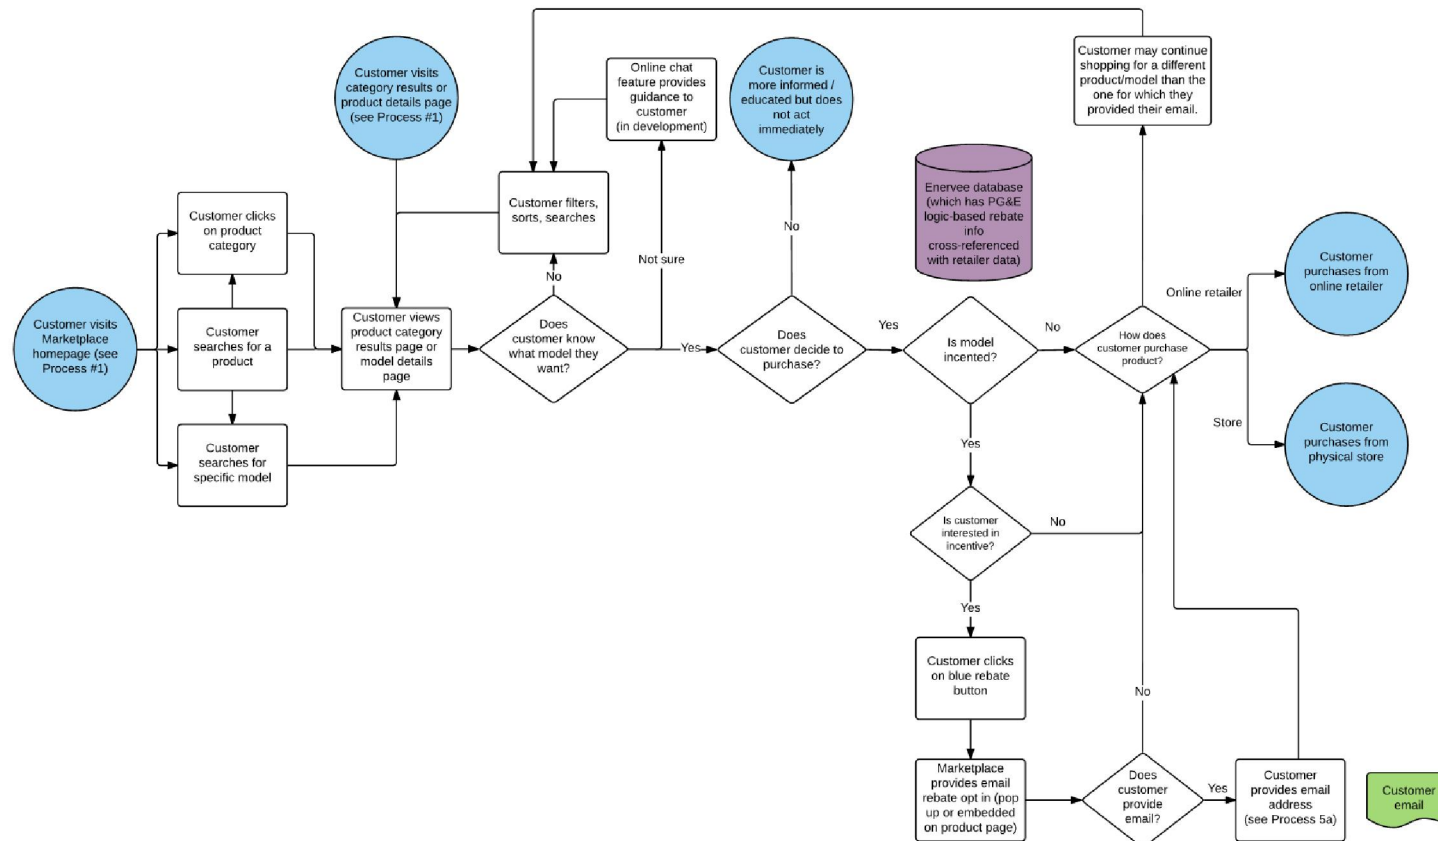 Customer visits
category results or
product details page
(see Process #1)
Online chat
feature provides
guidance to
customer
(in development)
Customer is
more informed /
educated but does
not act
immediately
Customer may continue
shopping for a different
product/model than the
one for which they
provided their email.
Enervee database
(which has PG&E
logic-based rebate
info
cross-referenced
with retailer data)
Customer clicks
on product
category
Customer filters,
sorts, searches
No
Not sure
No
Customer visits
Marketplace
homepage (see
Process #1)
Customer
searches for a
product
Customer
searches for
specific model
Customer views
product category
results page or
model details
page
Does
customer know
what model they
want?
Yes
Does
customer decide to
purchase?
Yes
Is model
incented?
No
How does
customer purchase
product?
Online retailer
Customer
purchases from
online retailer
Store
Customer
purchases from
physical store
Yes
Is customer
interested in
incentive?
No
Yes
Customer clicks
on blue rebate
button
No
Marketplace
provides email
rebate opt in (pop
up or embedded
on product page)
Does
customer
provide
email?
Yes
Customer
provides email
address
(see Process 5a)
Customer
email